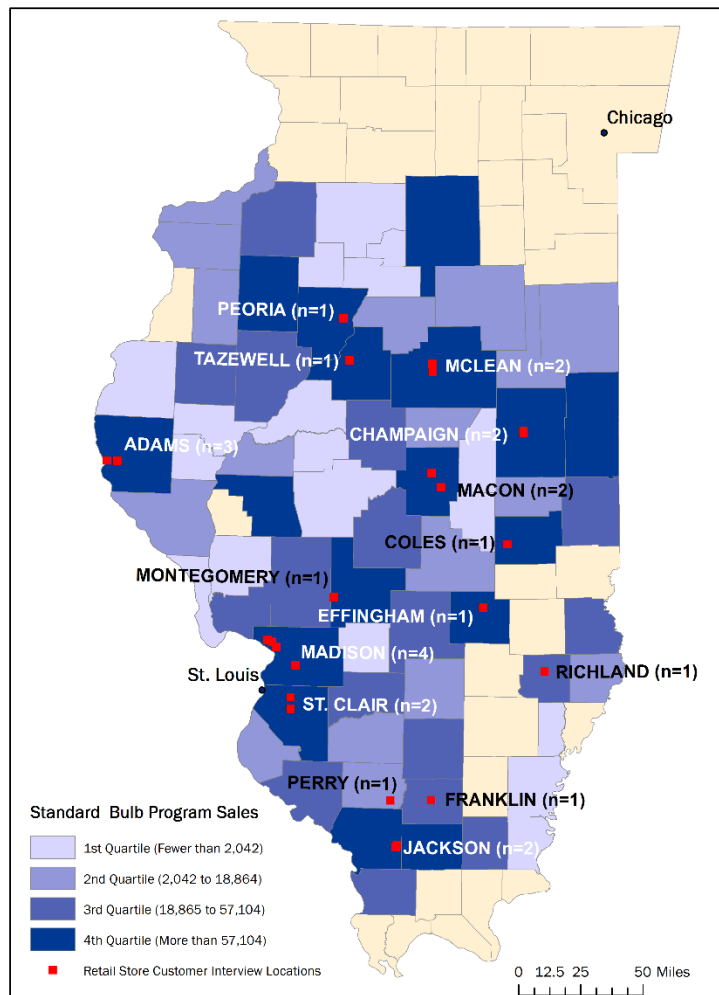 Chicago
PEORIA (n=1)
TAZEWELL (n=1)
MCLEAN (n=2)
CHAMPAIGN (n=2)
ADAMS (n=3)
MACON (n=2)
COLES (n=1)
MONTEGOMERY (n=1)
EFFINGHAM (n=1)
MADISON (n=4)
RICHLAND (n=1)
St. Louis
ST. CLAIR (n=2)
PERRY (n=1)
FRANKLIN (n=1)
JACKSON (n=2)
Standard Bulb Program Sales
1st Quartile (Fewer than 2,042)
2nd Quartile (2,042 to 18,864)
3rd Quartile (18,865 to 57,104)
4th Quartile (More than 57,104)
Retail Store Customer Interview Locations
0 12.5 25 50 Miles